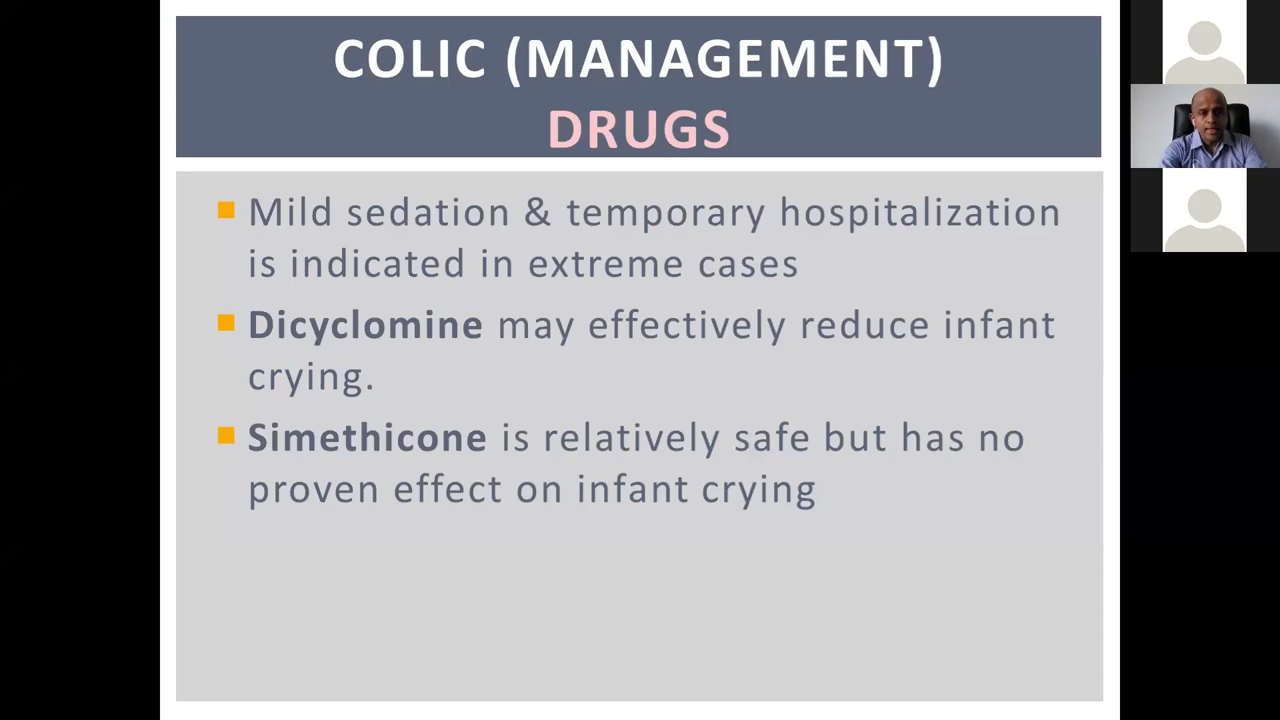 COLIC (MANAGEMENT)
DRUGS
Mild sedation & temporary hospitalization
is indicated in extreme cases
Dicyclomine may effectively reduce infant
crying.
Simethicone is relatively safe but has no
proven effect on infant crying